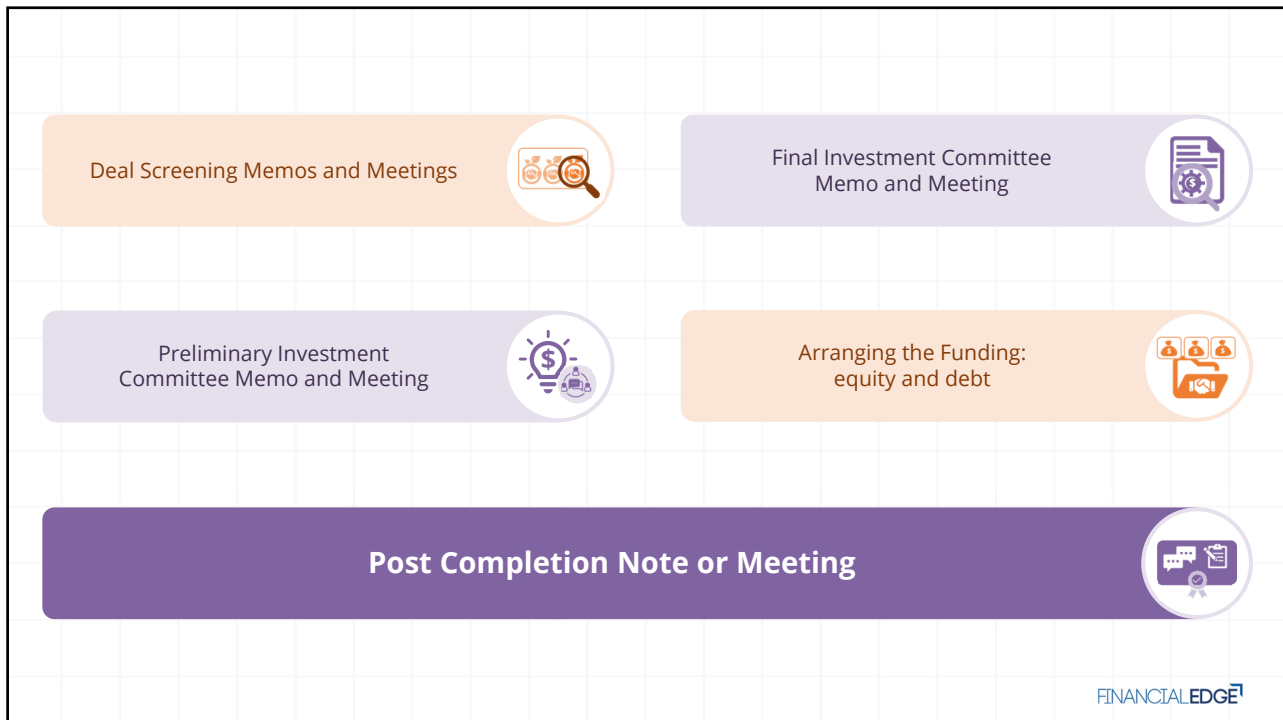 Deal Screening Memos and Meetings
Preliminary Investment
Committee Memo and Meeting
Final Investment Committee
Memo and Meeting
Arranging the Funding:
equity and debt
Post Completion Note or Meeting
FINANCIALEDGE